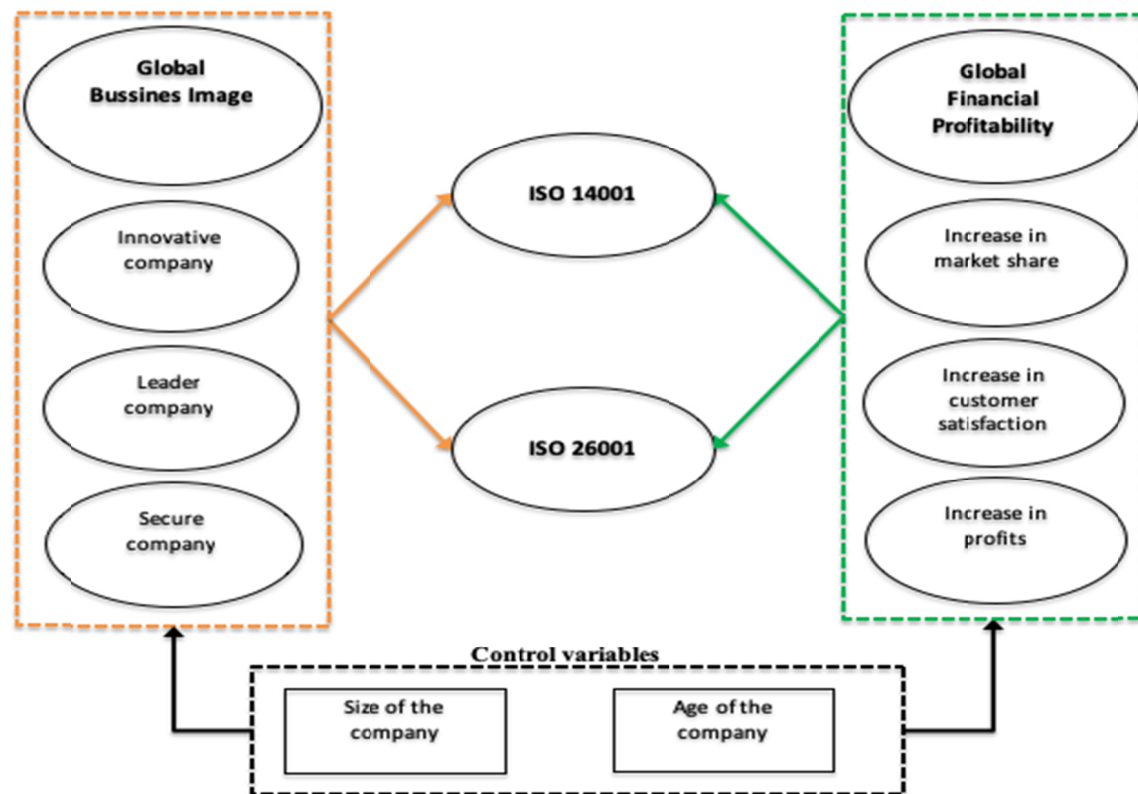 Global
Bussines Image
Innovative
company
Leader
company
Secure
company
ISO 14001
ISO 26001
Global
Financial
Profitability
Increase in
market share
Increase in
customer
satisfaction
Increase in
profits
Control variables
Size of the
company
Age of the
company